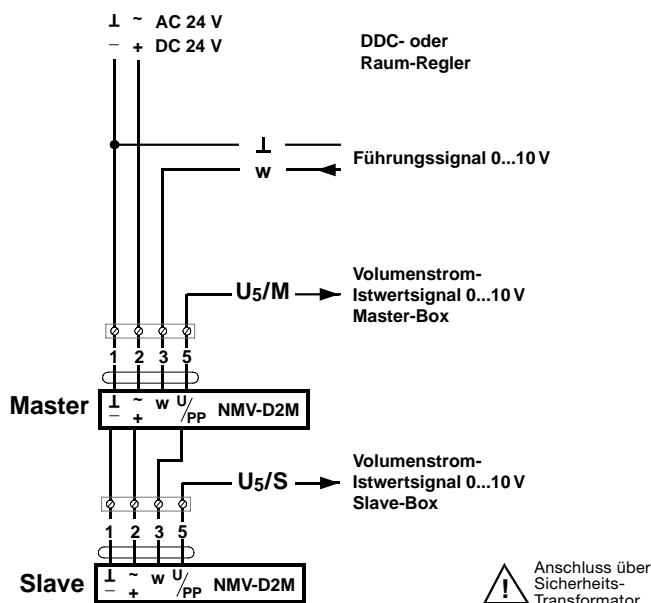 ⊥ ~ AC 24 V
– + DC 24 V
DDC- oder
Raum-Regler
⊥
w
Führungssignal 0...10 V
U5/M
Volumenstrom-
Istwertsignal 0...10 V
Master-Box
1 2 3 5
Master
⊥ ~ w U/PP NMV-D2M
– +
U5/S
Volumenstrom-
Istwertsignal 0...10 V
Slave-Box
1 2 3 5
Slave
⊥ ~ w U/PP NMV-D2M
– +
!
Anschluss über
Sicherheits-
Transformator